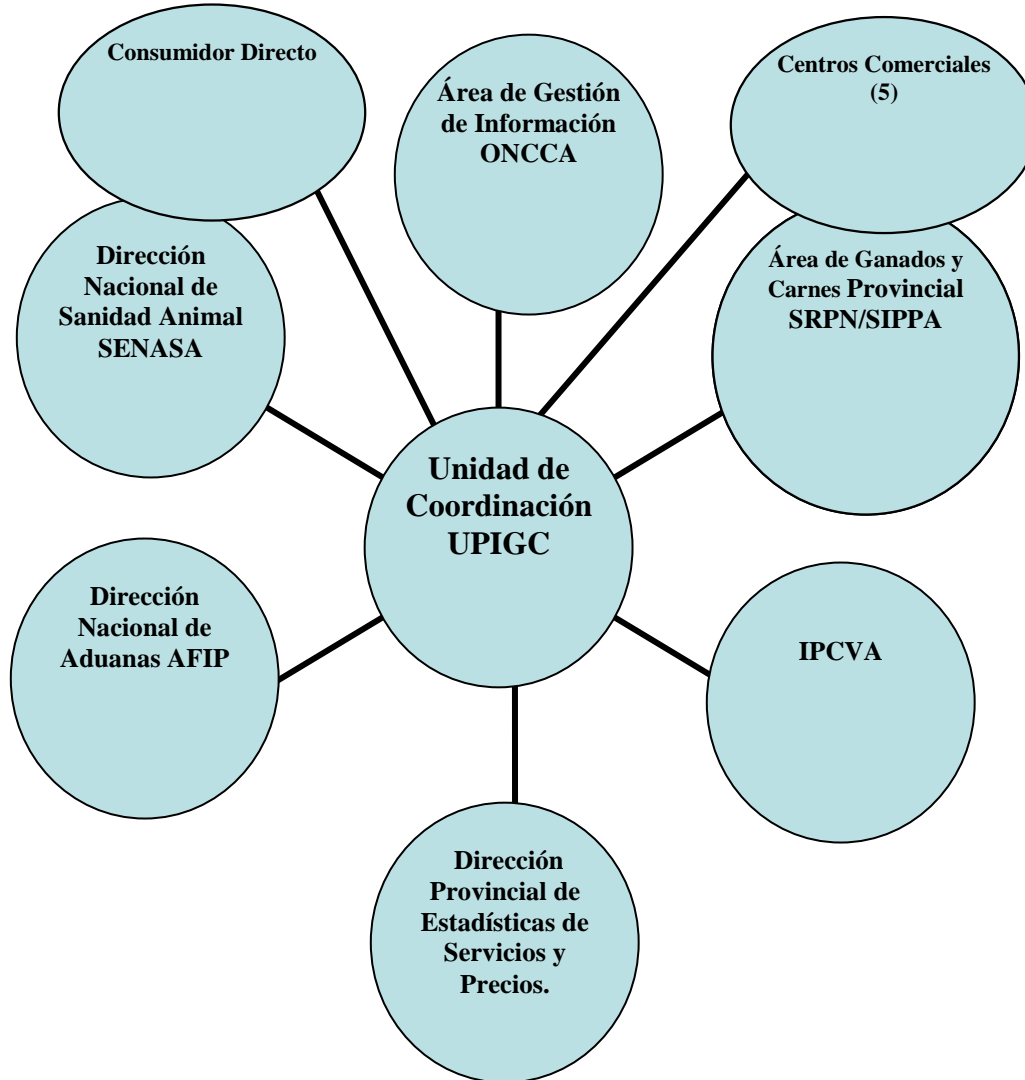 Consumidor Directo
Área de Gestión
de Información
ONCCA
Centros Comerciales
(5)
Dirección
Nacional de
Sanidad Animal
SENASA
Área de Ganados y
Carnes Provincial
SRPN/SIPPA
Unidad de
Coordinación
UPIGC
Dirección
Nacional de
Aduanas AFIP
IPCVA
Dirección
Provincial de
Estadísticas de
Servicios y
Precios.